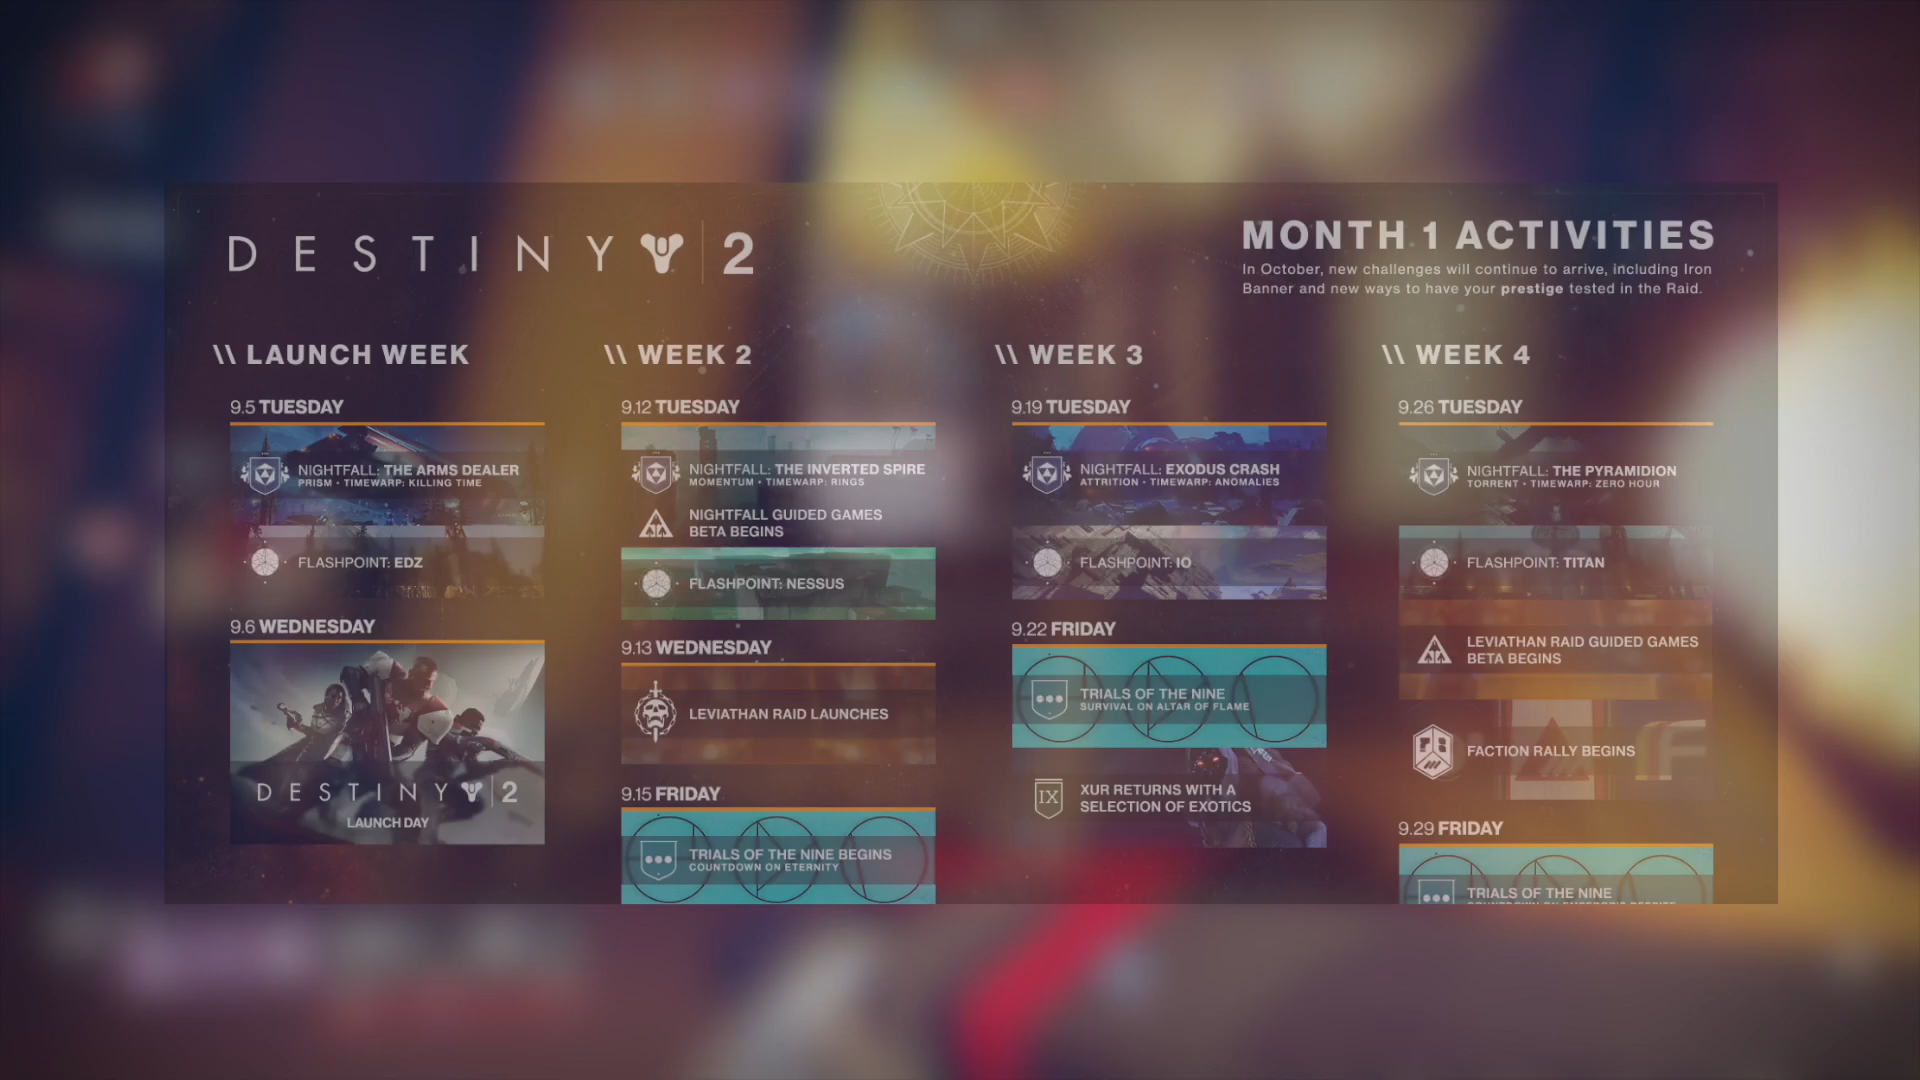 DESTINY 2
MONTH 1 ACTIVITIES
In October, new challenges will continue to arrive, including Iron
Banner and new ways to have your prestige tested in the Raid.
\\ LAUNCH WEEK
9.5 TUESDAY
NIGHTFALL: THE ARMS DEALER
PRISM • TIMEWARP: KILLING TIME
FLASHPOINT: EDZ
9.6 WEDNESDAY
DESTINY 2
LAUNCH DAY
\\ WEEK 2
9.12 TUESDAY
NIGHTFALL: THE INVERTED SPIRE
MOMENTUM • TIMEWARP: RINGS
NIGHTFALL GUIDED GAMES
BETA BEGINS
FLASHPOINT: NESSUS
9.13 WEDNESDAY
LEVIATHAN RAID LAUNCHES
9.15 FRIDAY
TRIALS OF THE NINE BEGINS
COUNTDOWN ON ETERNITY
\\ WEEK 3
9.19 TUESDAY
NIGHTFALL: EXODUS CRASH
ATTRITION • TIMEWARP: ANOMALIES
FLASHPOINT: IO
9.22 FRIDAY
TRIALS OF THE NINE
SURVIVAL ON ALTAR OF FLAME
IX
XUR RETURNS WITH A
SELECTION OF EXOTICS
\\ WEEK 4
9.26 TUESDAY
NIGHTFALL: THE PYRAMIDION
TORRENT • TIMEWARP: ZERO HOUR
FLASHPOINT: TITAN
LEVIATHAN RAID GUIDED GAMES
BETA BEGINS
FACTION RALLY BEGINS
9.29 FRIDAY
TRIALS OF THE NINE